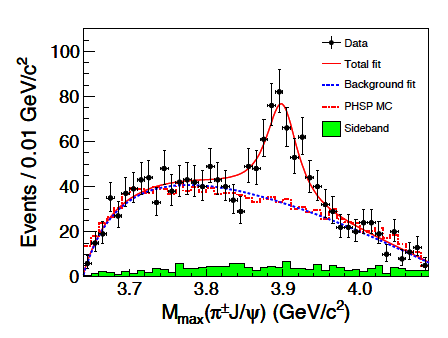 Events / 0.01 GeV/c²
100
80
60
40
20
0
Data
Total fit
Background fit
PHSP MC
Sideband
3.7 3.8 3.9 4.0
M_max(π±J/ψ) (GeV/c²)